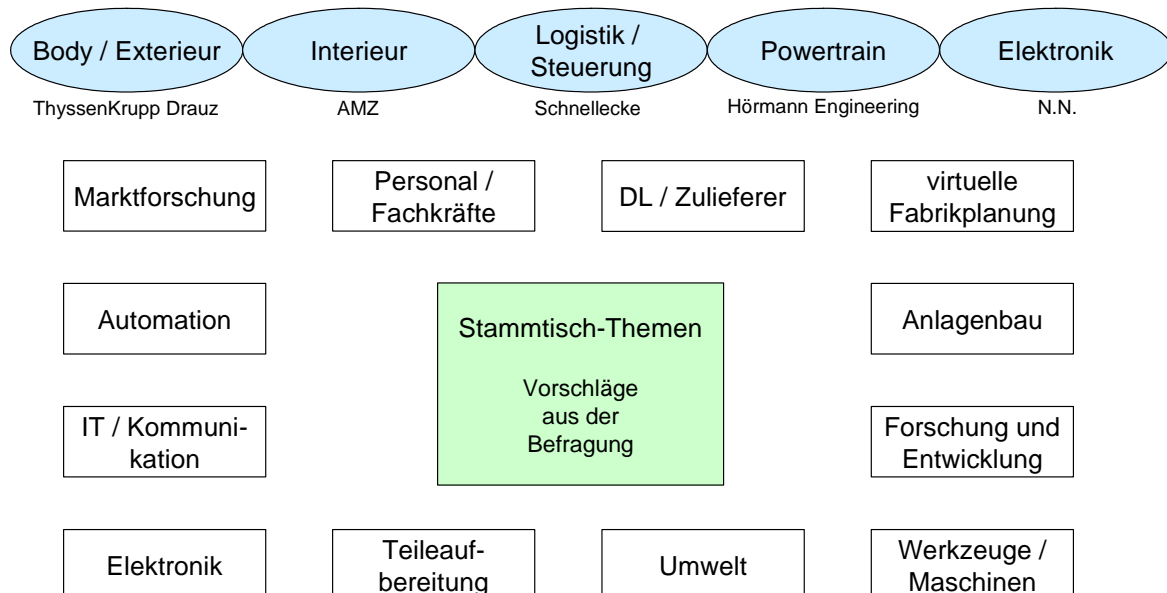 Body / Exterieur
Interieur
Logistik /
Steuerung
Powertrain
Elektronik
ThyssenKrupp Drauz
AMZ
Schnellecke
Hörmann Engineering
N.N.
Marktforschung
Personal /
Fachkräfte
DL / Zulieferer
virtuelle
Fabrikplanung
Automation
Stammtisch-Themen
Vorschläge
aus der
Befragung
Anlagenbau
IT / Kommuni-
kation
Forschung und
Entwicklung
Elektronik
Teileauf-
bereitung
Umwelt
Werkzeuge /
Maschinen